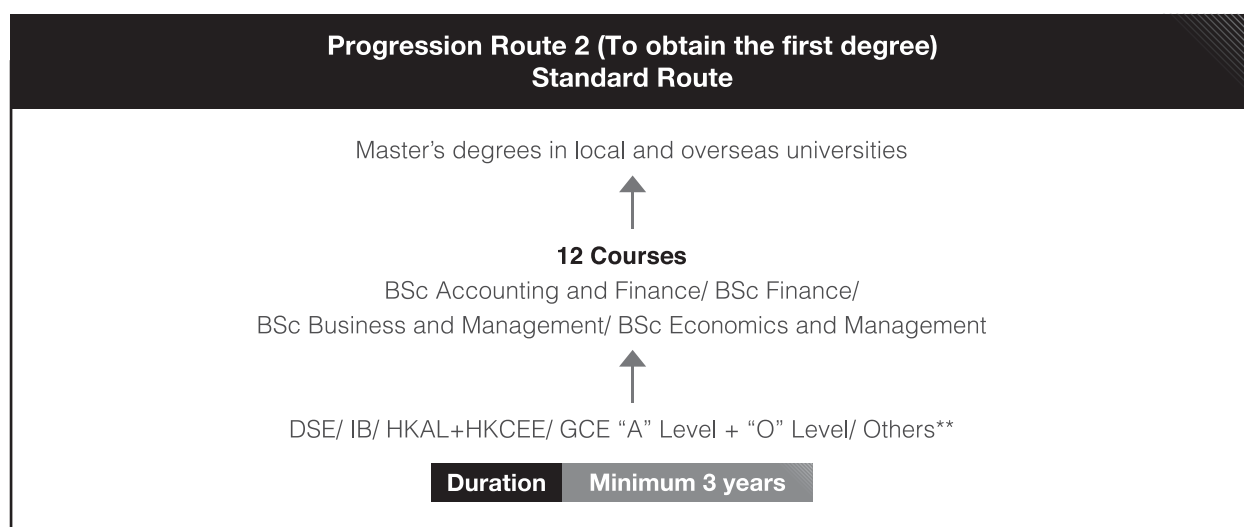 Progression Route 2 (To obtain the first degree)
Standard Route
Master’s degrees in local and overseas universities
12 Courses
BSc Accounting and Finance/ BSc Finance/
BSc Business and Management/ BSc Economics and Management
DSE/ IB/ HKAL+HKCEE/ GCE “A” Level + “O” Level/ Others**
Duration Minimum 3 years